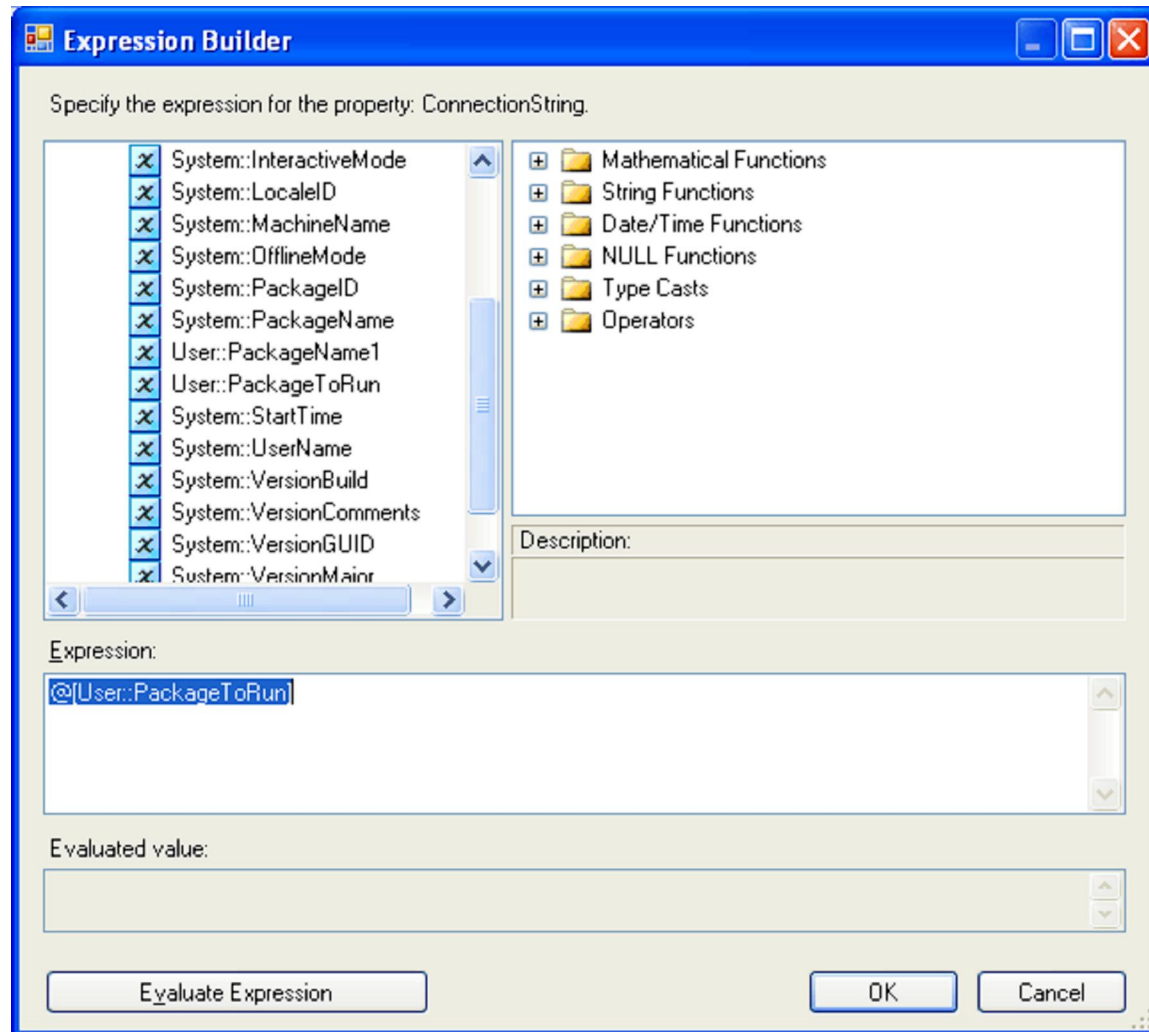 Expression Builder
Specify the expression for the property: ConnectionString.
System::InteractiveMode
System::LocaleID
System::MachineName
System::OfflineMode
System::PackageID
System::PackageName
User::PackageName1
User::PackageToRun
System::StartTime
System::UserName
System::VersionBuild
System::VersionComments
System::VersionGUID
System::VersionMajor
Mathematical Functions
String Functions
Date/Time Functions
NULL Functions
Type Casts
Operators
Description:
Expression:
@[User::PackageToRun]
Evaluated value:
Evaluate Expression
OK
Cancel